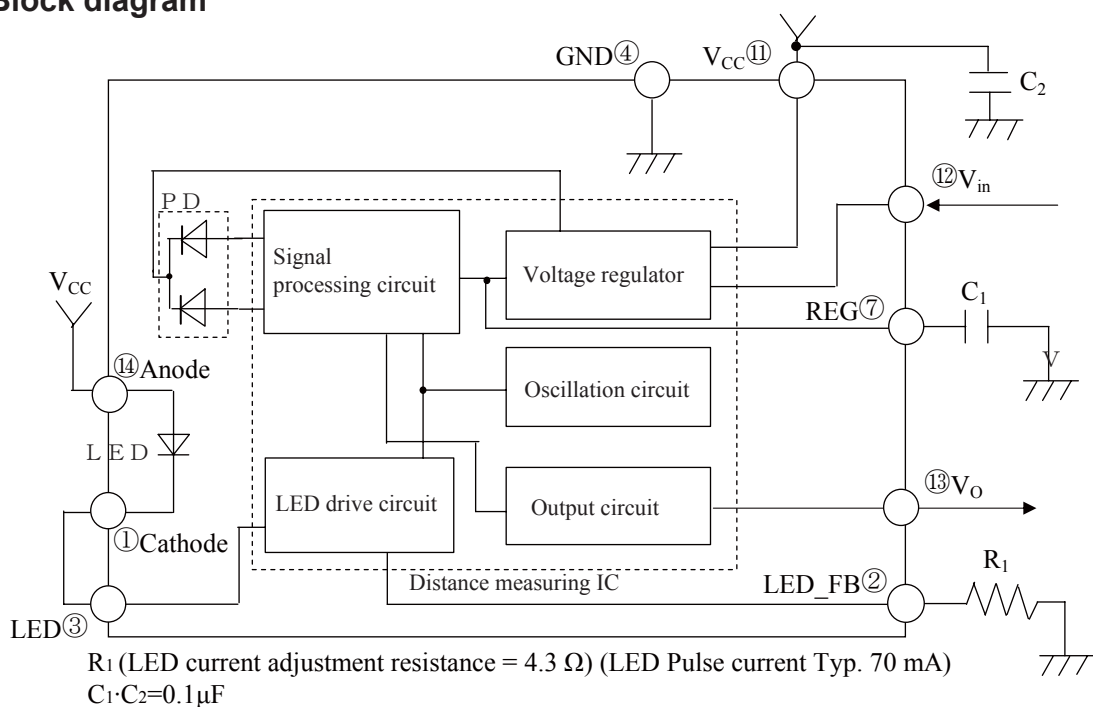 Block diagram
GND④
VCC⑪
C2
⑫Vin
PD
Signal
processing circuit
Voltage regulator
VCC
REG⑦
C1
V
⑭Anode
Oscillation circuit
LED
LED drive circuit
Output circuit
⑬VO
①Cathode
Distance measuring IC
LED_FB②
R1
LED③
R1 (LED current adjustment resistance = 4.3 Ω) (LED Pulse current Typ. 70 mA)
C1·C2=0.1μF